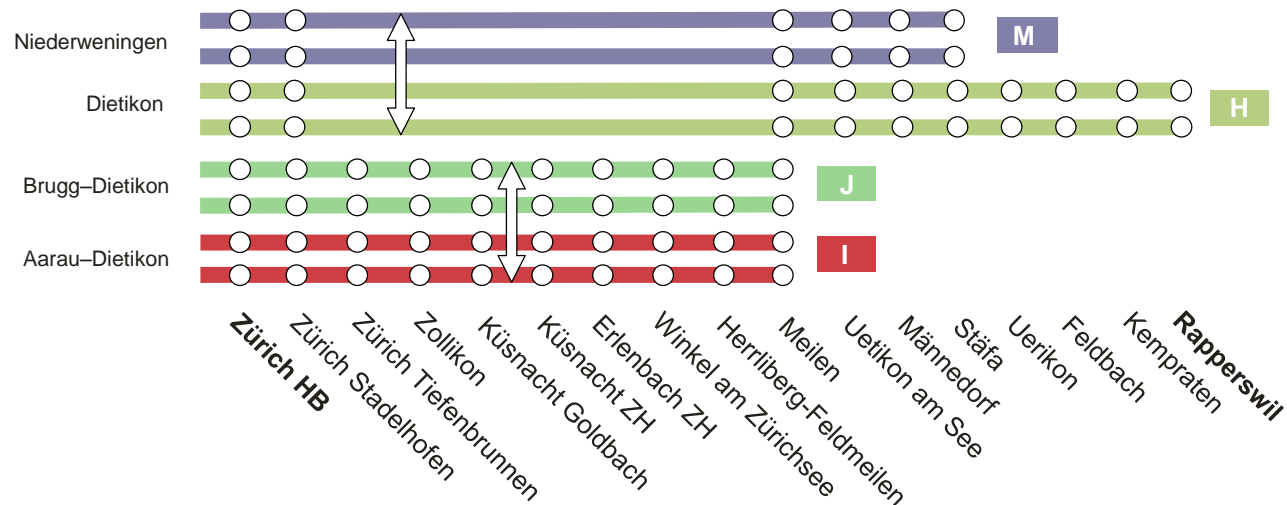 Niederweningen
M
Dietikon
H
Brugg–Dietikon
J
Aarau–Dietikon
I
Zürich HB
Zürich Stadelhofen
Zürich Tiefenbrunnen
Zollikon
Küsnacht Goldbach
Küsnacht ZH
Erlenbach ZH
Winkel am Zürichsee
Herrliberg-Feldmeilen
Meilen
Uetikon am See
Männedorf
Stäfa
Uerikon
Feldbach
Kempraten
Rapperswil